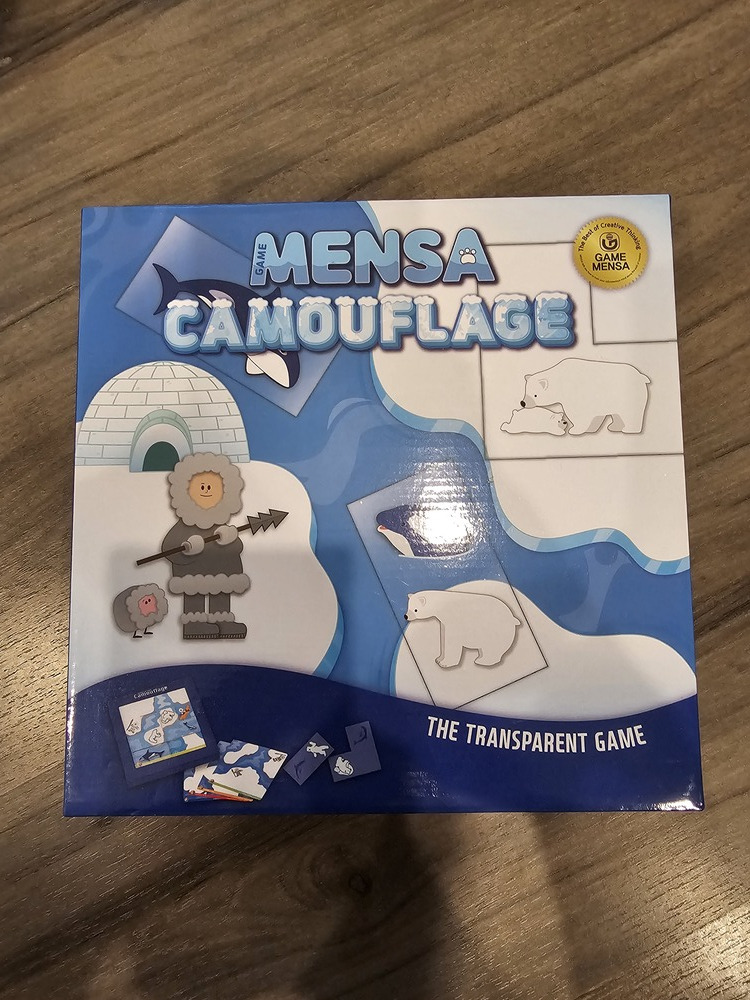 GAME
MENSA
CAMOUFLAGE
The Best of Creative Thinking
GAME
MENSA
Camouflage
THE TRANSPARENT GAME